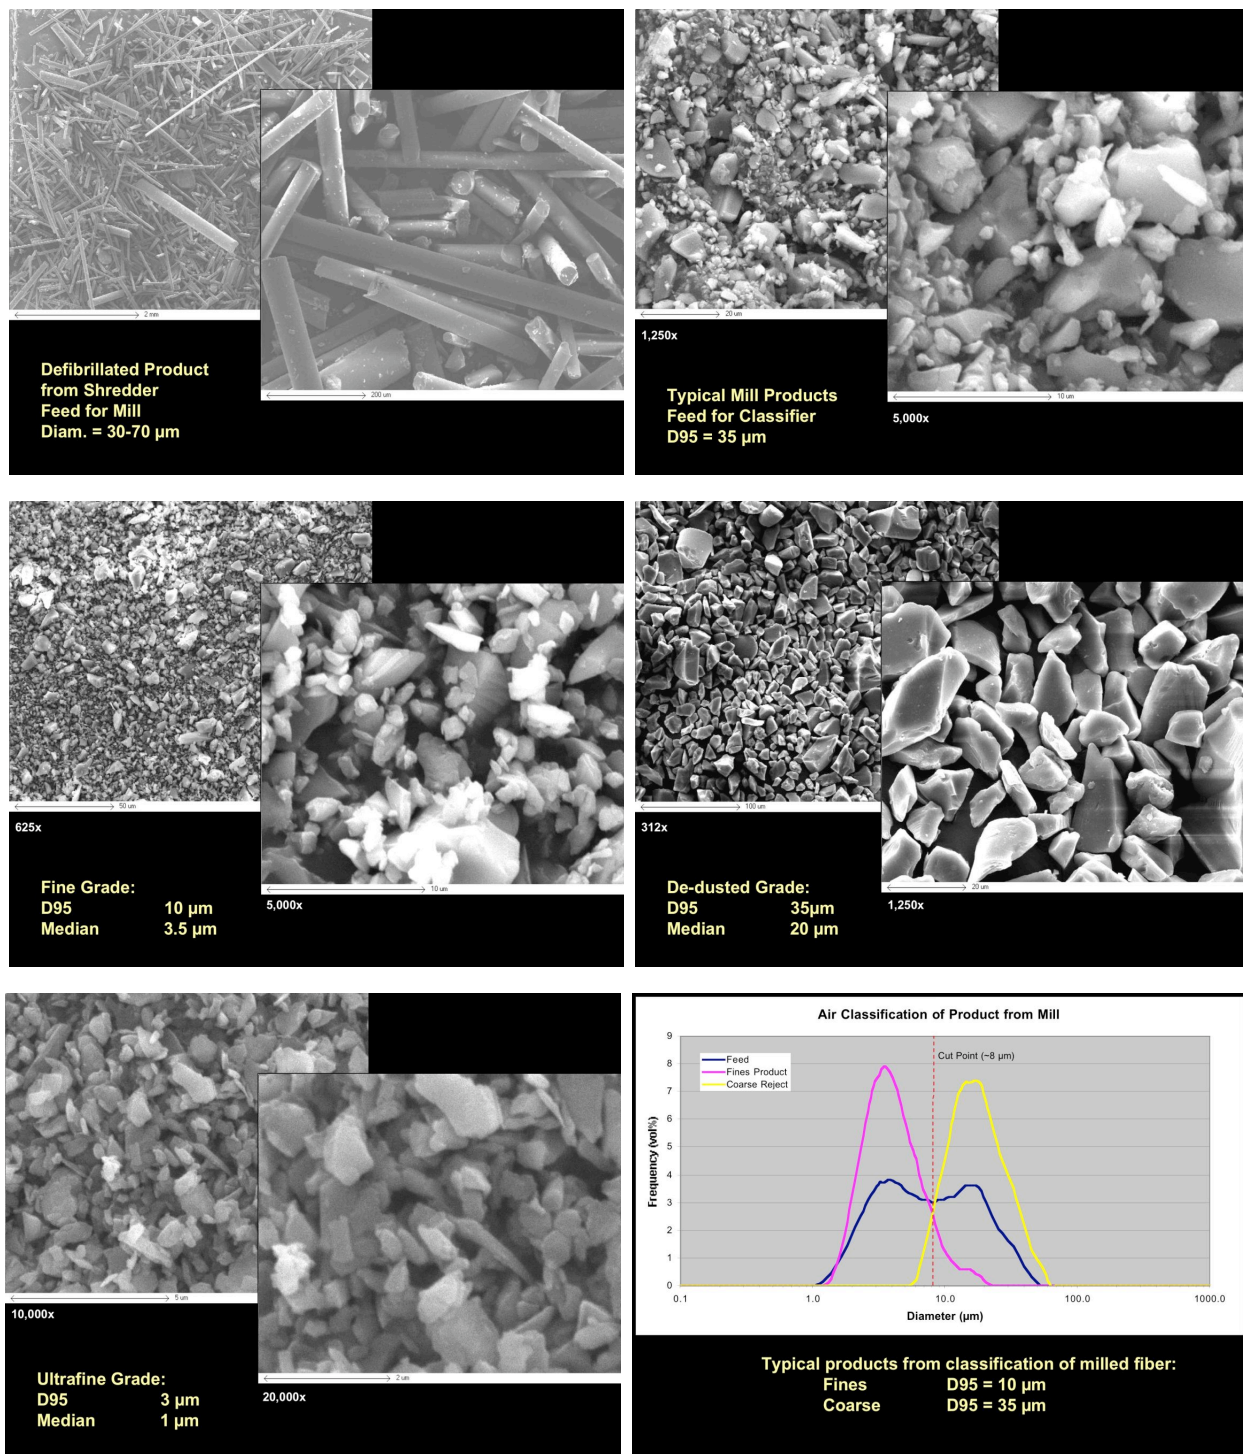 2 mm
200 um
Defibrillated Product
from Shredder
Feed for Mill
Diam. = 30-70 µm
20 um
1,250x
10 um
5,000x
Typical Mill Products
Feed for Classifier
D95 = 35 µm
50 um
625x
10 um
5,000x
Fine Grade:
D95 10 µm
Median 3.5 µm
100 um
312x
20 um
1,250x
De-dusted Grade:
D95 35µm
Median 20 µm
5 um
10,000x
2 um
20,000x
Ultrafine Grade:
D95 3 µm
Median 1 µm
Air Classification of Product from Mill
9
8
7
6
5
4
3
2
1
0
Frequency (vol%)
Feed
Fines Product
Coarse Reject
Cut Point (~8 µm)
0.1 1.0 10.0 100.0 1000.0
Diameter (µm)
Typical products from classification of milled fiber:
Fines D95 = 10 µm
Coarse D95 = 35 µm